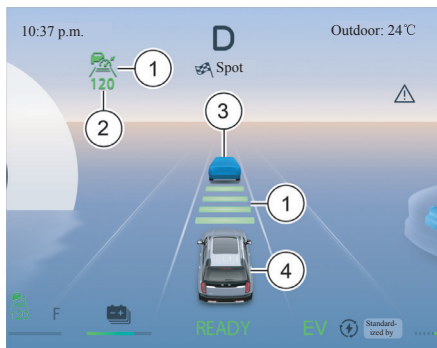 10:37 p.m.
D
Outdoor: 24℃
Spot
1
120
2
3
1
4
F
READY
EV
Standard-
ized by